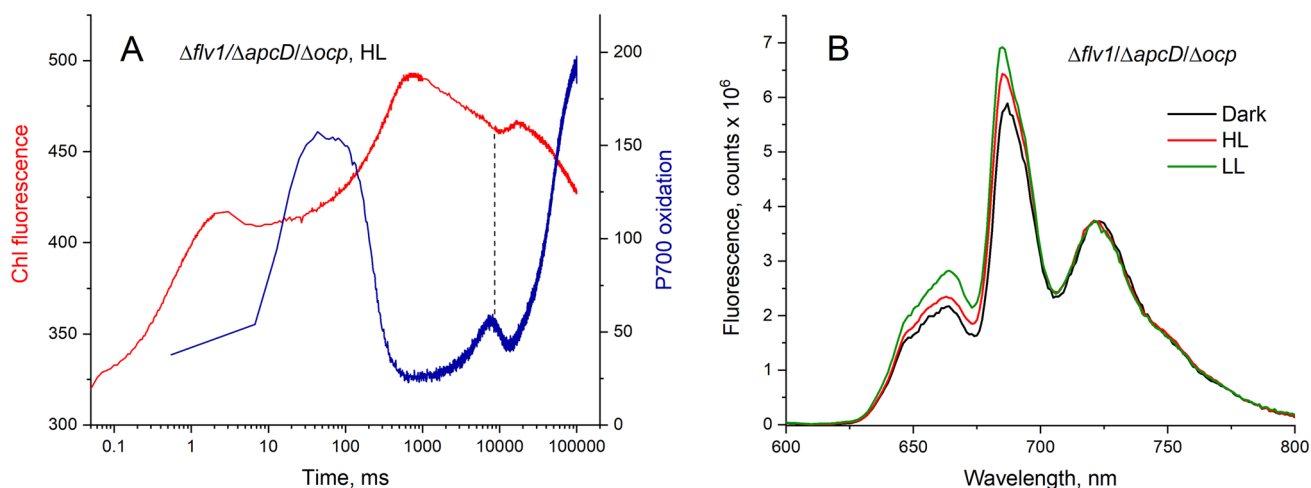 A
Δflv1/ΔapcD/Δocp, HL
500
450
400
350
300
Chl fluorescence
200
150
100
50
0
P700 oxidation
0.1 1 10 100 1000 10000 100000
Time, ms
B
Δflv1/ΔapcD/Δocp
Dark
HL
LL
7
6
5
4
3
2
1
0
Fluorescence, counts x 10⁶
600 650 700 750 800
Wavelength, nm